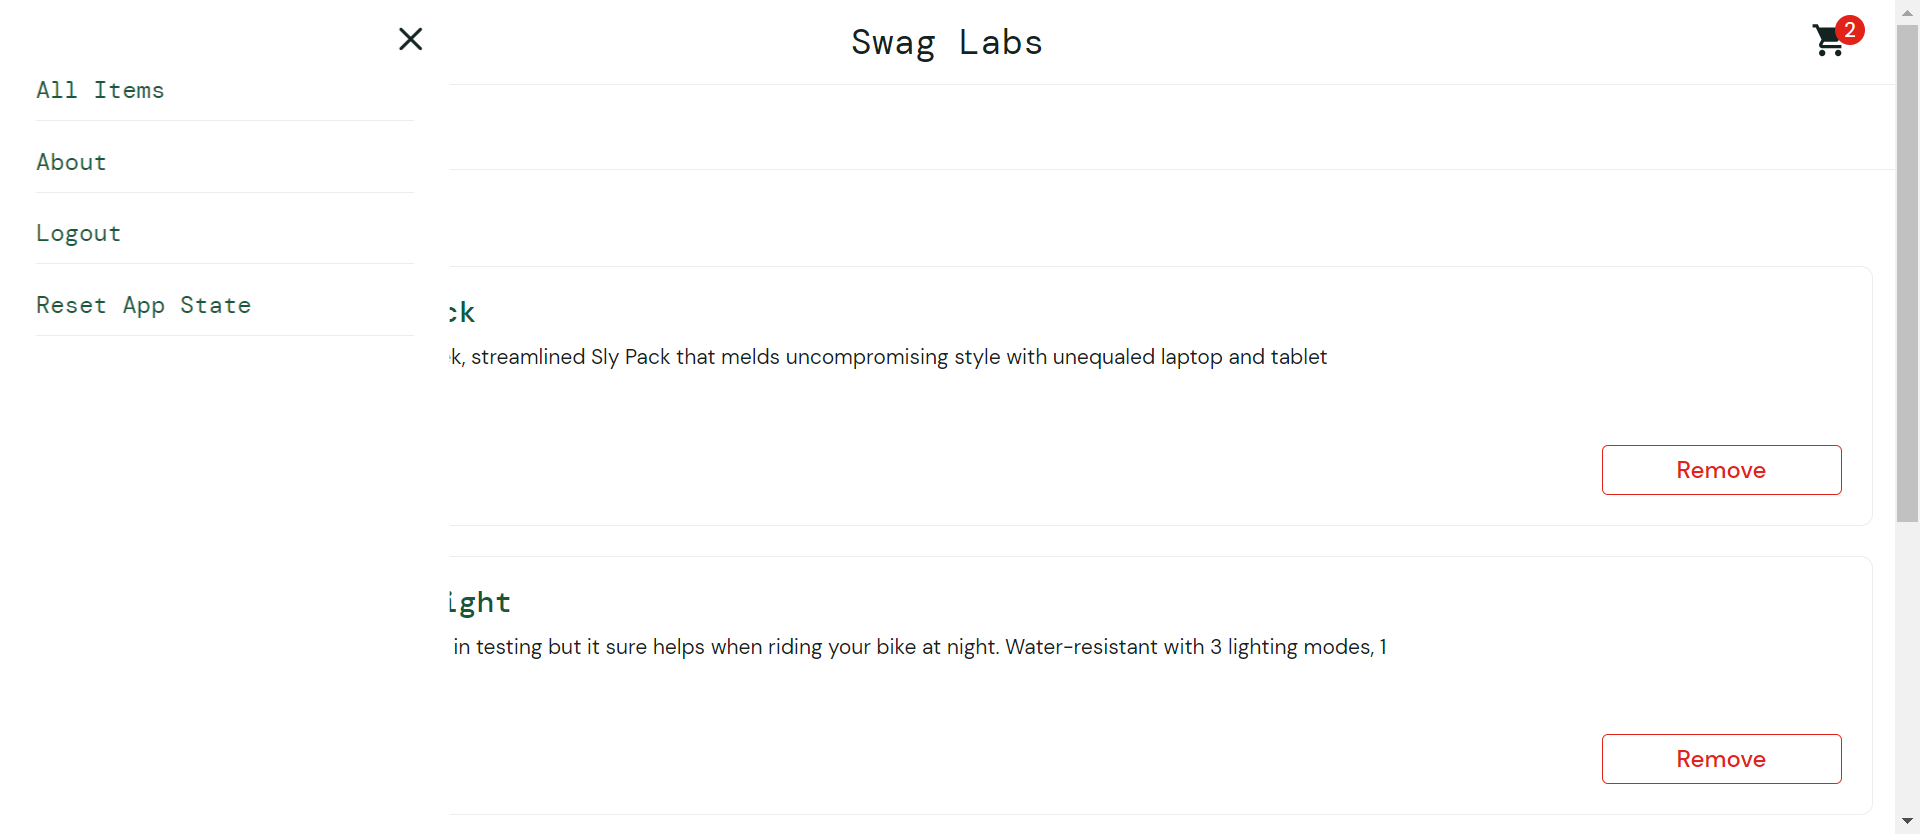 Swag Labs
2
All Items
About
Logout
Reset App State
ck
k, streamlined Sly Pack that melds uncompromising style with unequaled laptop and tablet
Remove
ight
in testing but it sure helps when riding your bike at night. Water-resistant with 3 lighting modes, 1
Remove